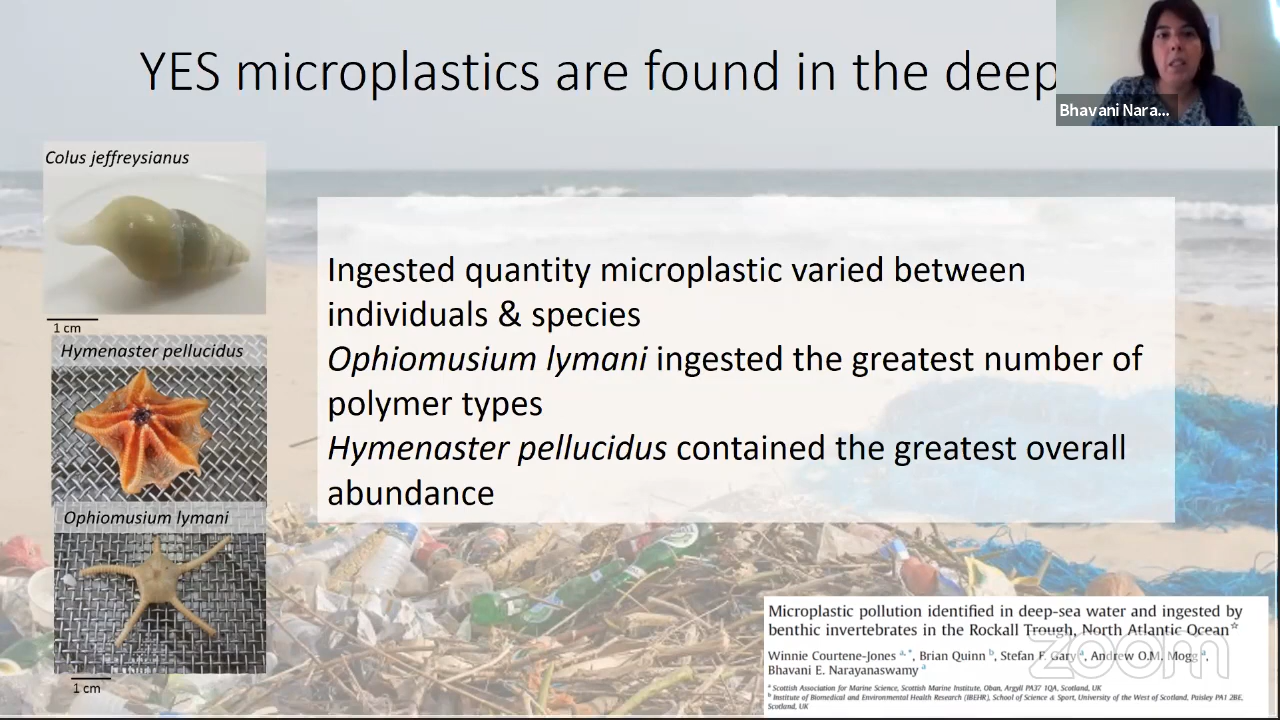 YES microplastics are found in the deep
Bhavani Nara...
Colus jeffreysianus
1 cm
Hymenaster pellucidus
Ophiomusium lymani
1 cm
Ingested quantity microplastic varied between
individuals & species
Ophiomusium lymani ingested the greatest number of
polymer types
Hymenaster pellucidus contained the greatest overall
abundance
Microplastic pollution identified in deep-sea water and ingested by
benthic invertebrates in the Rockall Trough, North Atlantic Ocean☆
Winnie Courtene-Jones a, *, Brian Quinn b, Stefan F. Gary a, Andrew O.M. Mogg a,
Bhavani E. Narayanaswamy a
a Scottish Association for Marine Science, Scottish Marine Institute, Oban, Argyll PA37 1QA, Scotland, UK
b Institute of Biomedical and Environmental Health Research (IBEHR), School of Science & Sport, University of the West of Scotland, Paisley PA1 2BE,
Scotland, UK
zoom